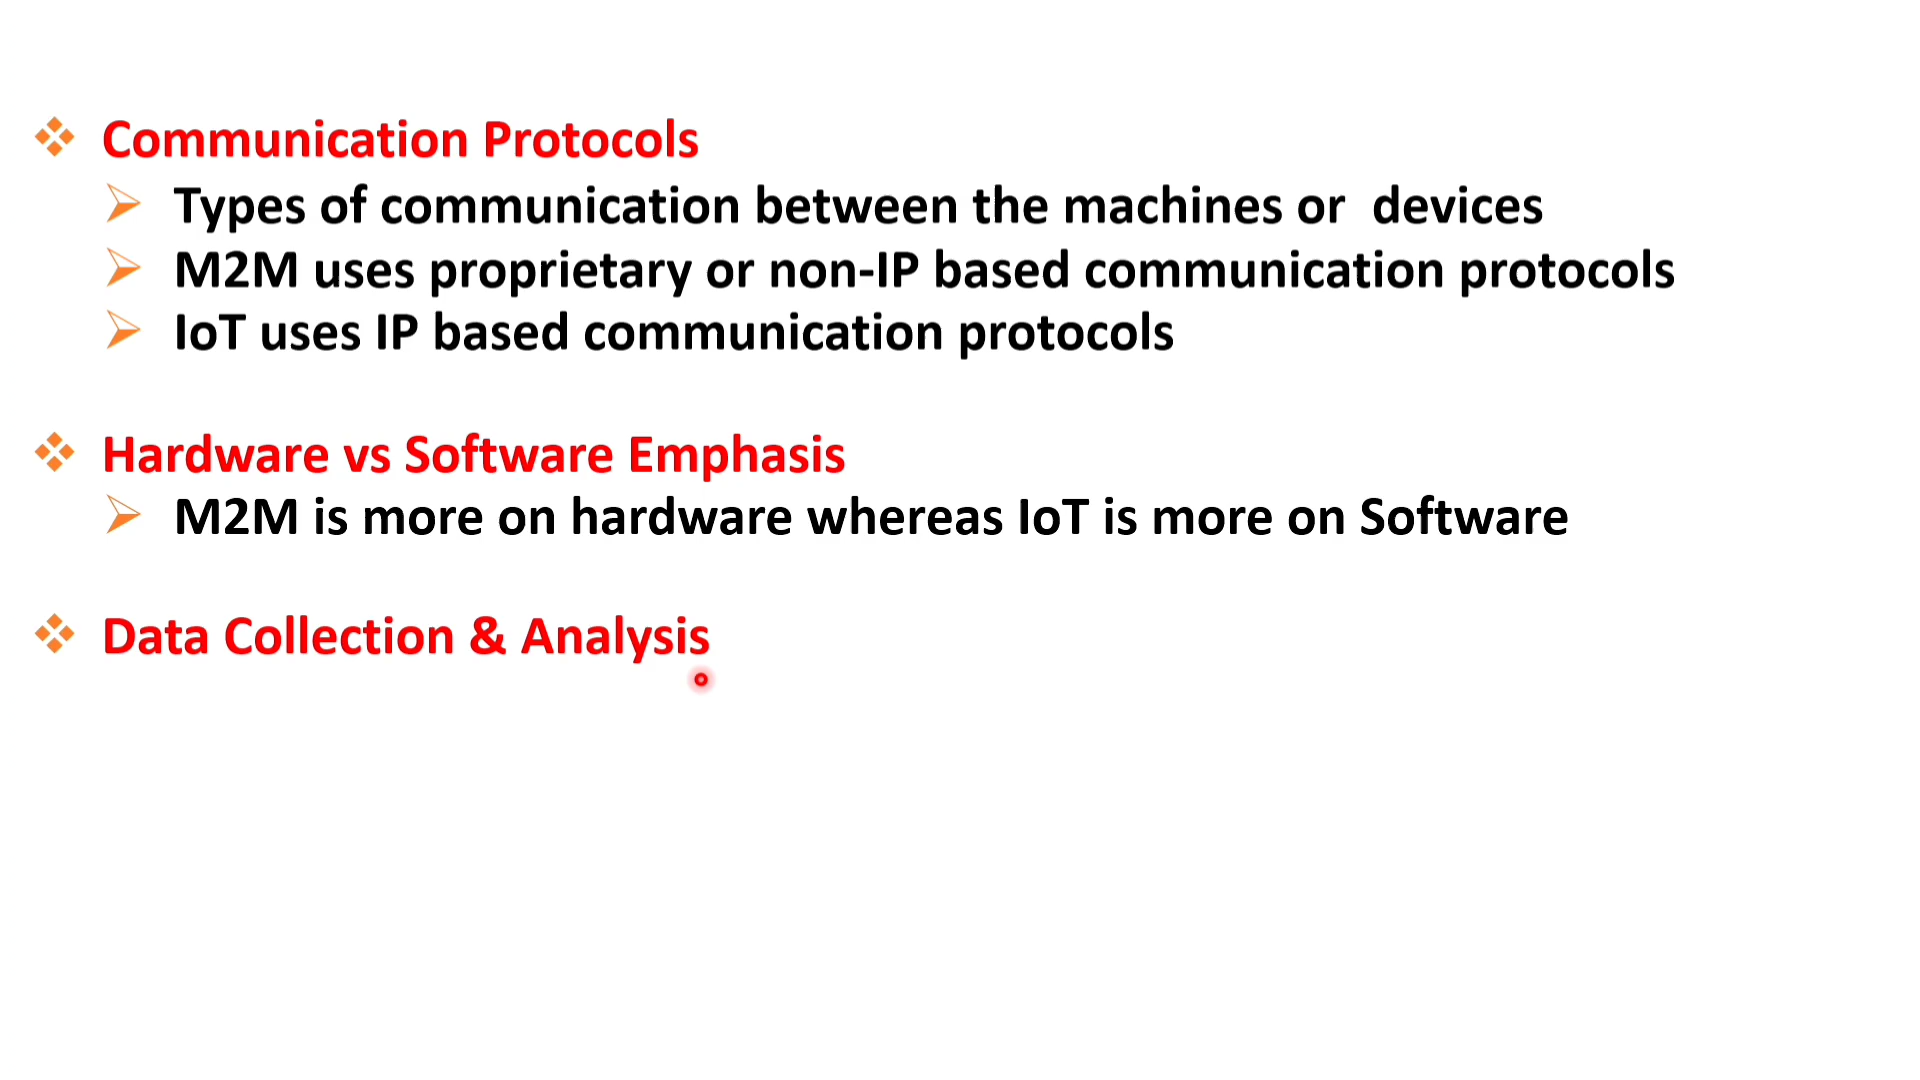 Communication Protocols
Types of communication between the machines or  devices
M2M uses proprietary or non-IP based communication protocols
IoT uses IP based communication protocols
Hardware vs Software Emphasis
M2M is more on hardware whereas IoT is more on Software
Data Collection & Analysis